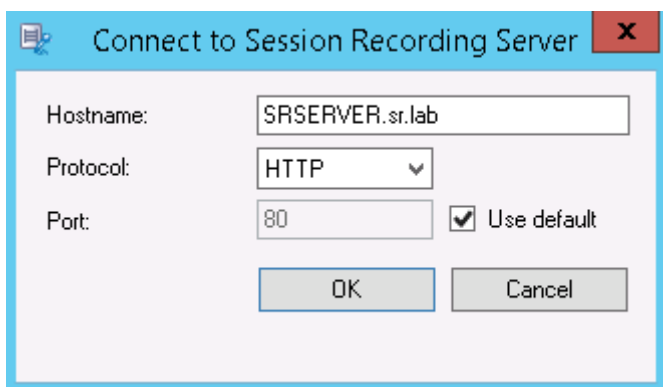 Connect to Session Recording Server
Hostname: SRSERVER.sr.lab
Protocol: HTTP
Port: 80 Use default
OK Cancel